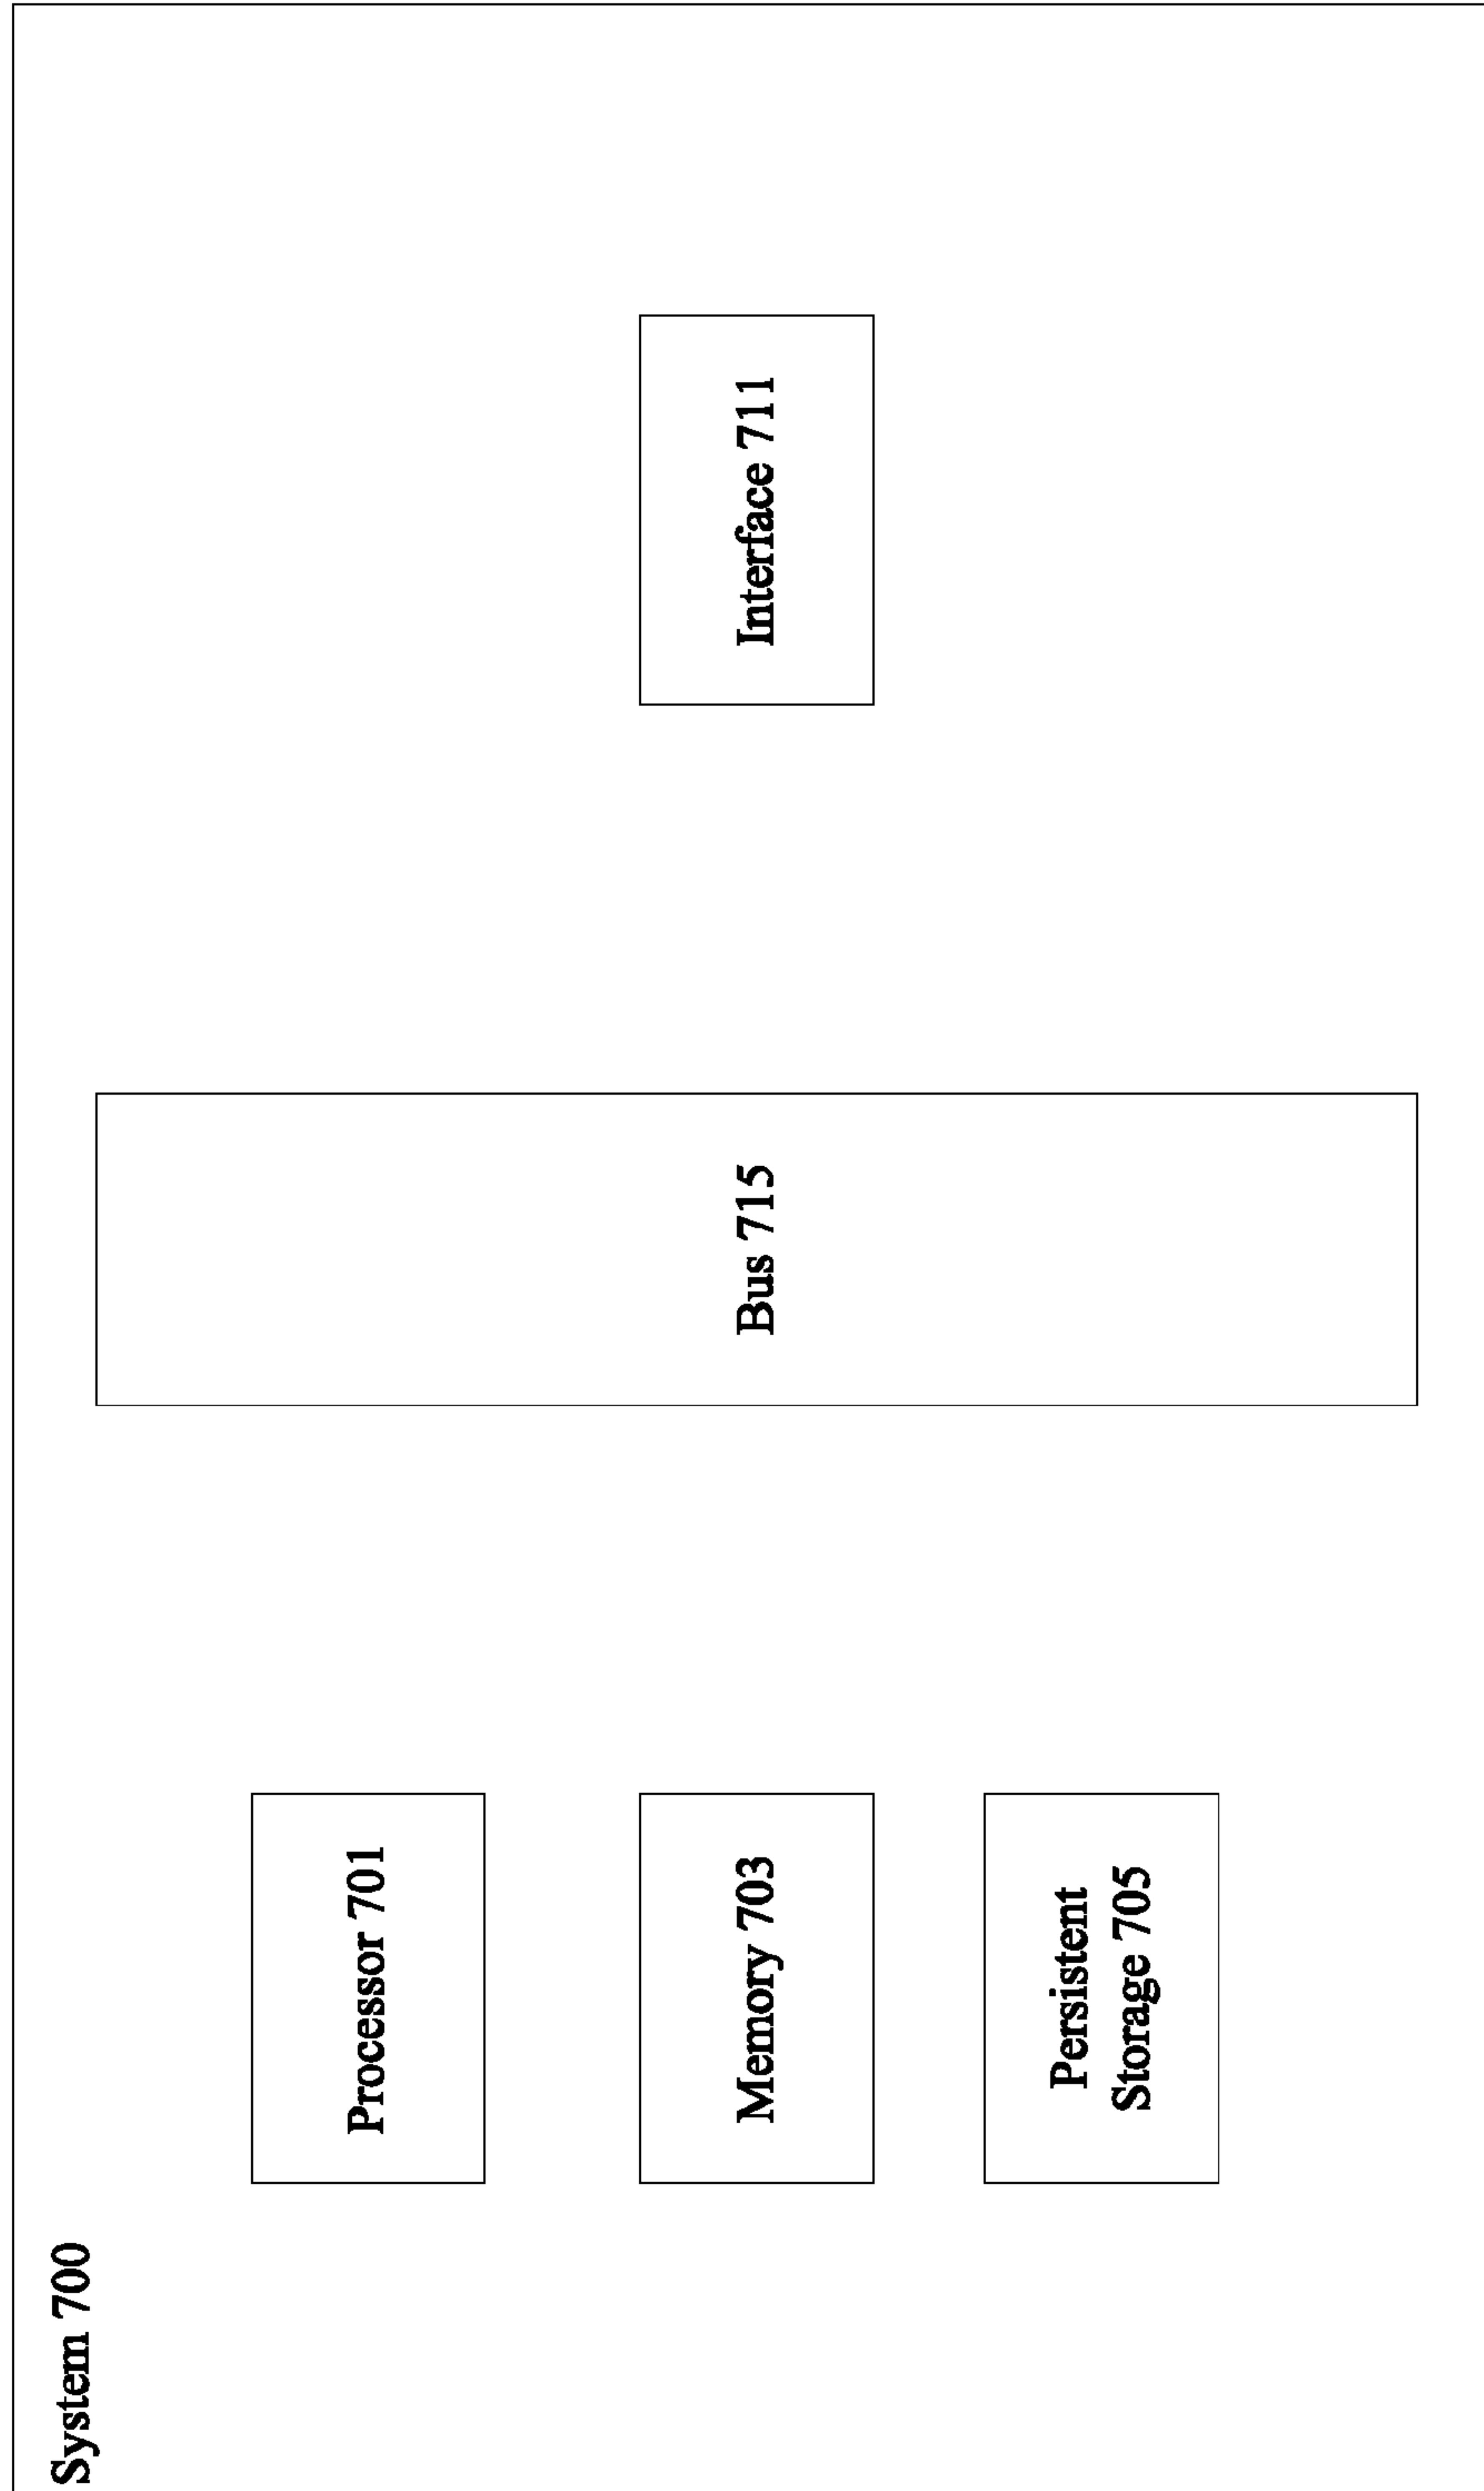 System 700
Processor 701
Memory 703
Persistent
Storage 705
Bus 715
Interface 711